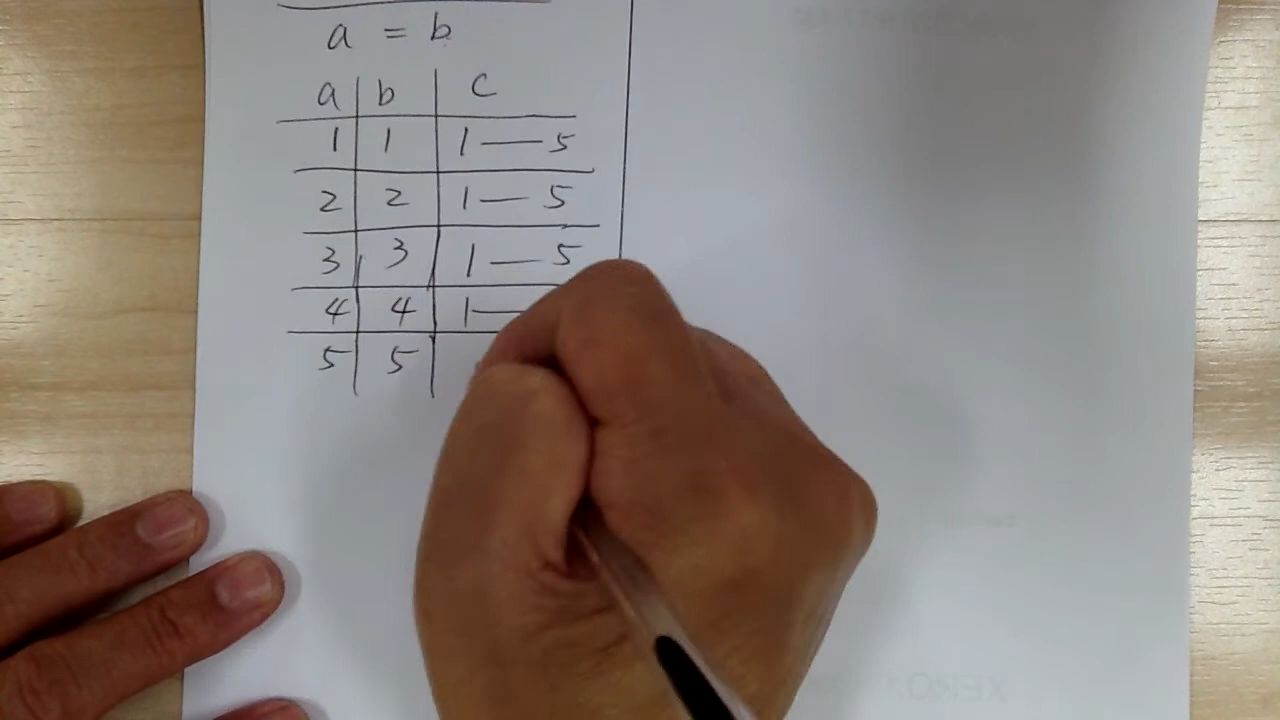 a = b
a b c
1 1 1 — 5
2 2 1 — 5
3 3 1 — 5
4 4 1 —
5 5